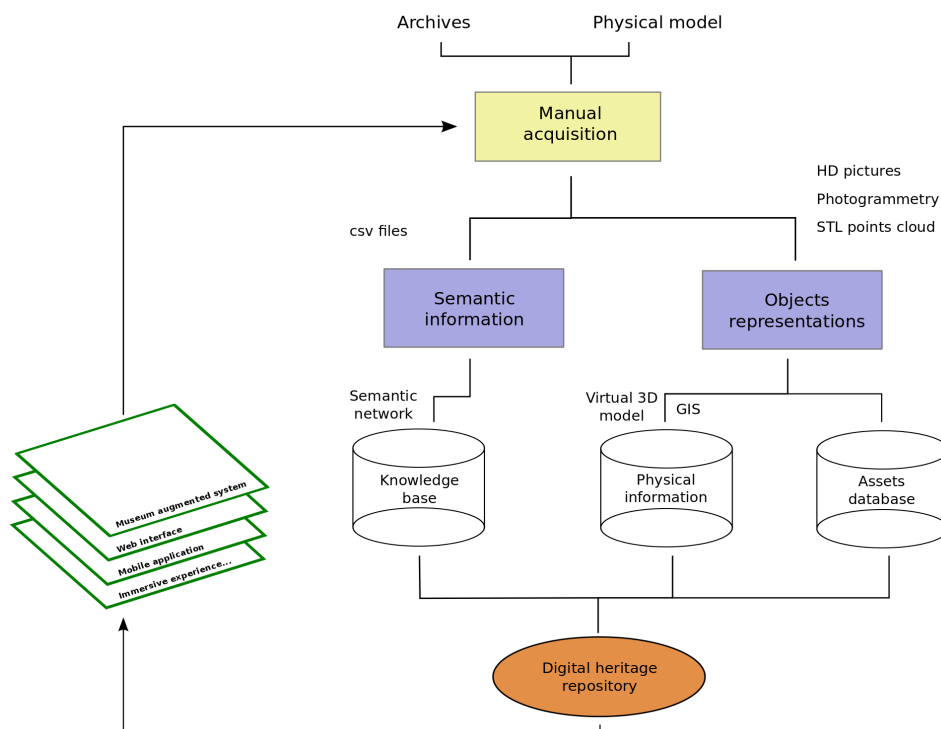 Archives
Physical model
Manual
acquisition
HD pictures
Photogrammetry
STL points cloud
csv files
Semantic
information
Objects
representations
Semantic
network
Virtual 3D
model
GIS
Knowledge
base
Physical
information
Assets
database
Museum augmented system
Web interface
Mobile application
Immersive experience...
Digital heritage
repository